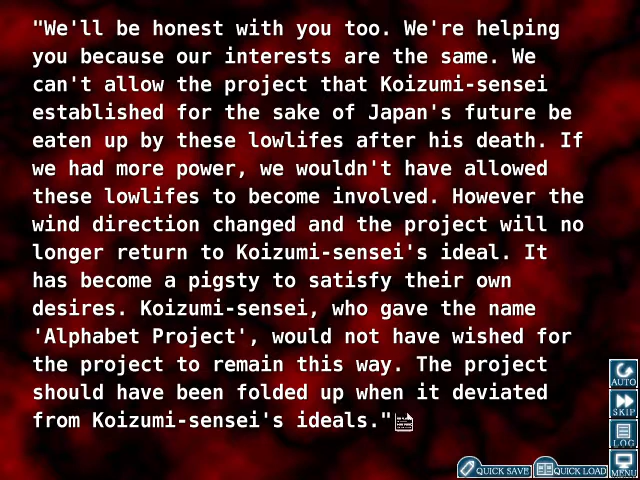 "We'll be honest with you too. We're helping
you because our interests are the same. We
can't allow the project that Koizumi-sensei
established for the sake of Japan's future be
eaten up by these lowlifes after his death. If
we had more power, we wouldn't have allowed
these lowlifes to become involved. However the
wind direction changed and the project will no
longer return to Koizumi-sensei's ideal. It
has become a pigsty to satisfy their own
desires. Koizumi-sensei, who gave the name
'Alphabet Project', would not have wished for
the project to remain this way. The project
should have been folded up when it deviated
from Koizumi-sensei's ideals."
AUTO
SKIP
LOG
MENU
QUICK SAVE
QUICK LOAD